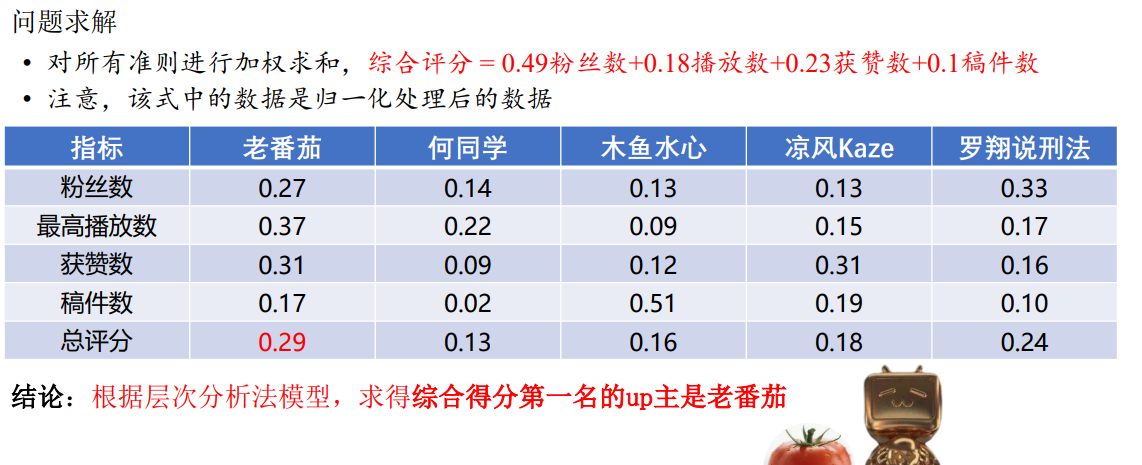 问题求解
• 对所有准则进行加权求和，综合评分 = 0.49粉丝数+0.18播放数+0.23获赞数+0.1稿件数
• 注意，该式中的数据是归一化处理后的数据
指标 老番茄 何同学 木鱼水心 凉风Kaze 罗翔说刑法
粉丝数 0.27 0.14 0.13 0.13 0.33
最高播放数 0.37 0.22 0.09 0.15 0.17
获赞数 0.31 0.09 0.12 0.31 0.16
稿件数 0.17 0.02 0.51 0.19 0.10
总评分 0.29 0.13 0.16 0.18 0.24
结论：根据层次分析法模型，求得综合得分第一名的up主是老番茄